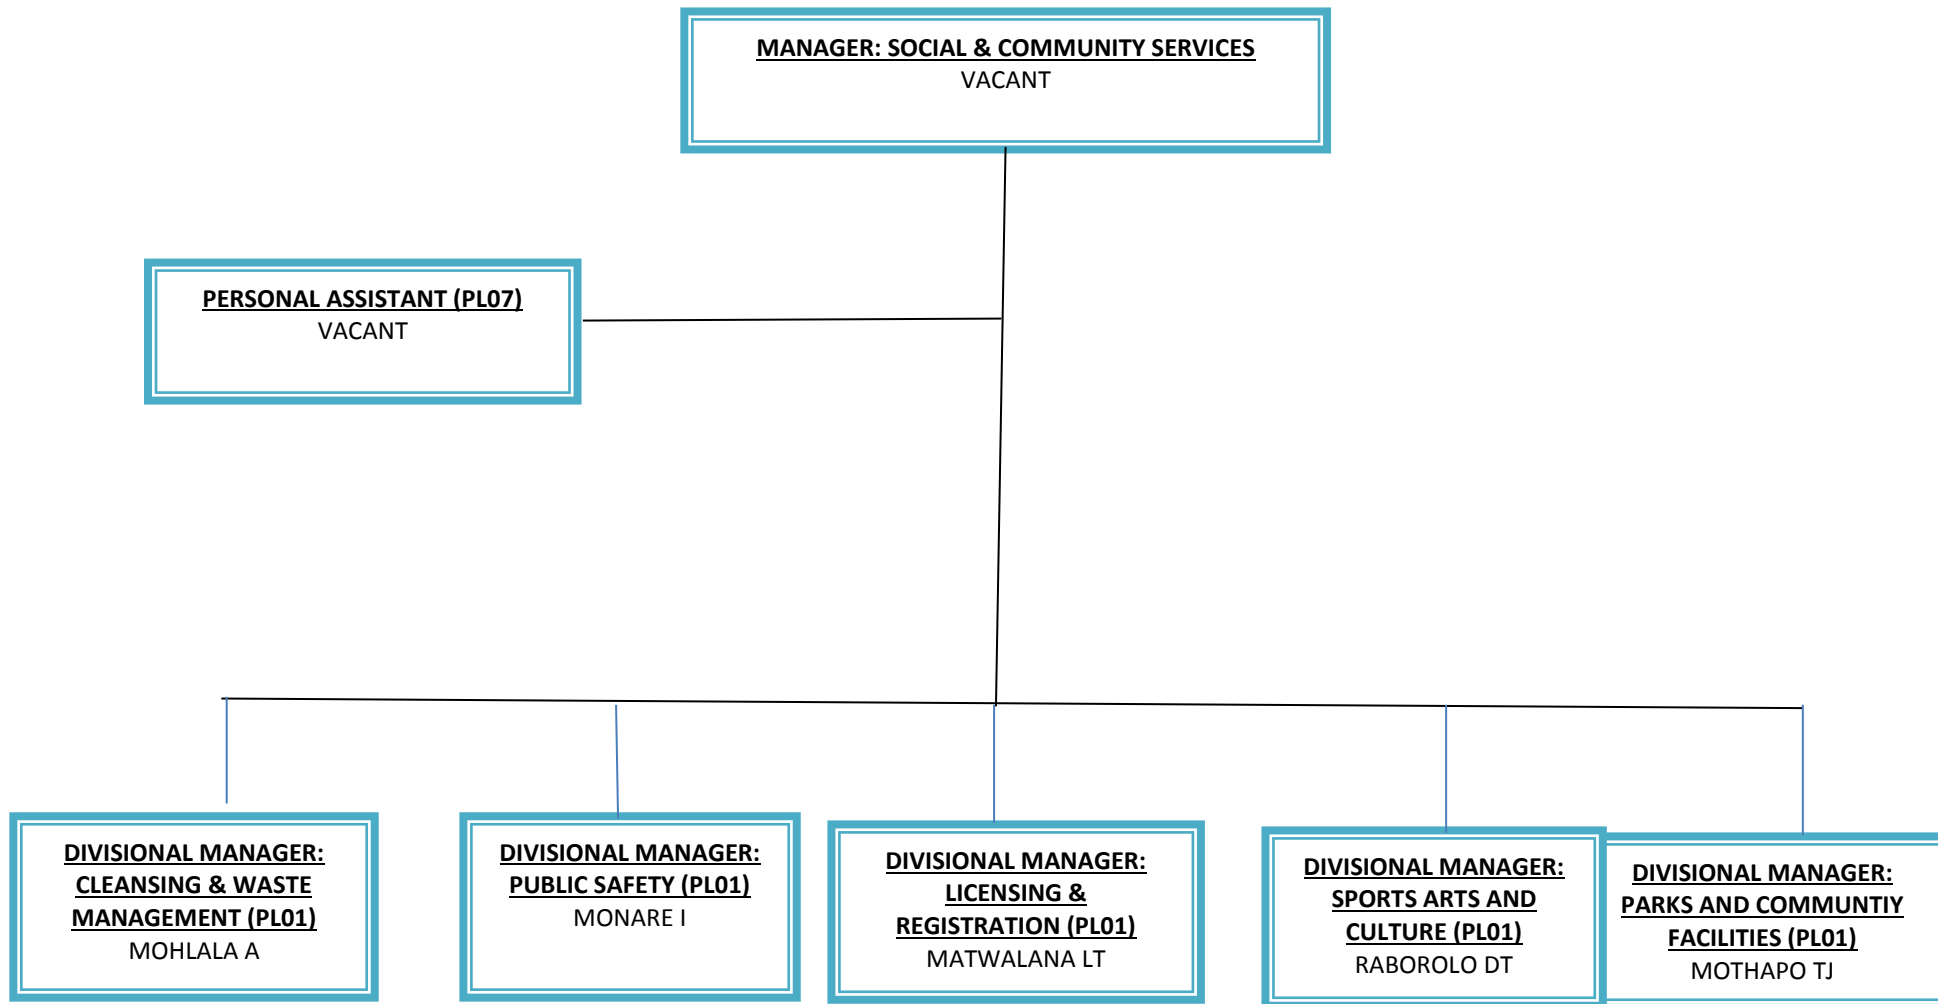 MANAGER: SOCIAL & COMMUNITY SERVICES
VACANT
PERSONAL ASSISTANT (PL07)
VACANT
DIVISIONAL MANAGER:
CLEANSING & WASTE
MANAGEMENT (PL01)
MOHLALA A
DIVISIONAL MANAGER:
PUBLIC SAFETY (PL01)
MONARE I
DIVISIONAL MANAGER:
LICENSING &
REGISTRATION (PL01)
MATWALANA LT
DIVISIONAL MANAGER:
SPORTS ARTS AND
CULTURE (PL01)
RABOROLO DT
DIVISIONAL MANAGER:
PARKS AND COMMUNTIY
FACILITIES (PL01)
MOTHAPO TJ